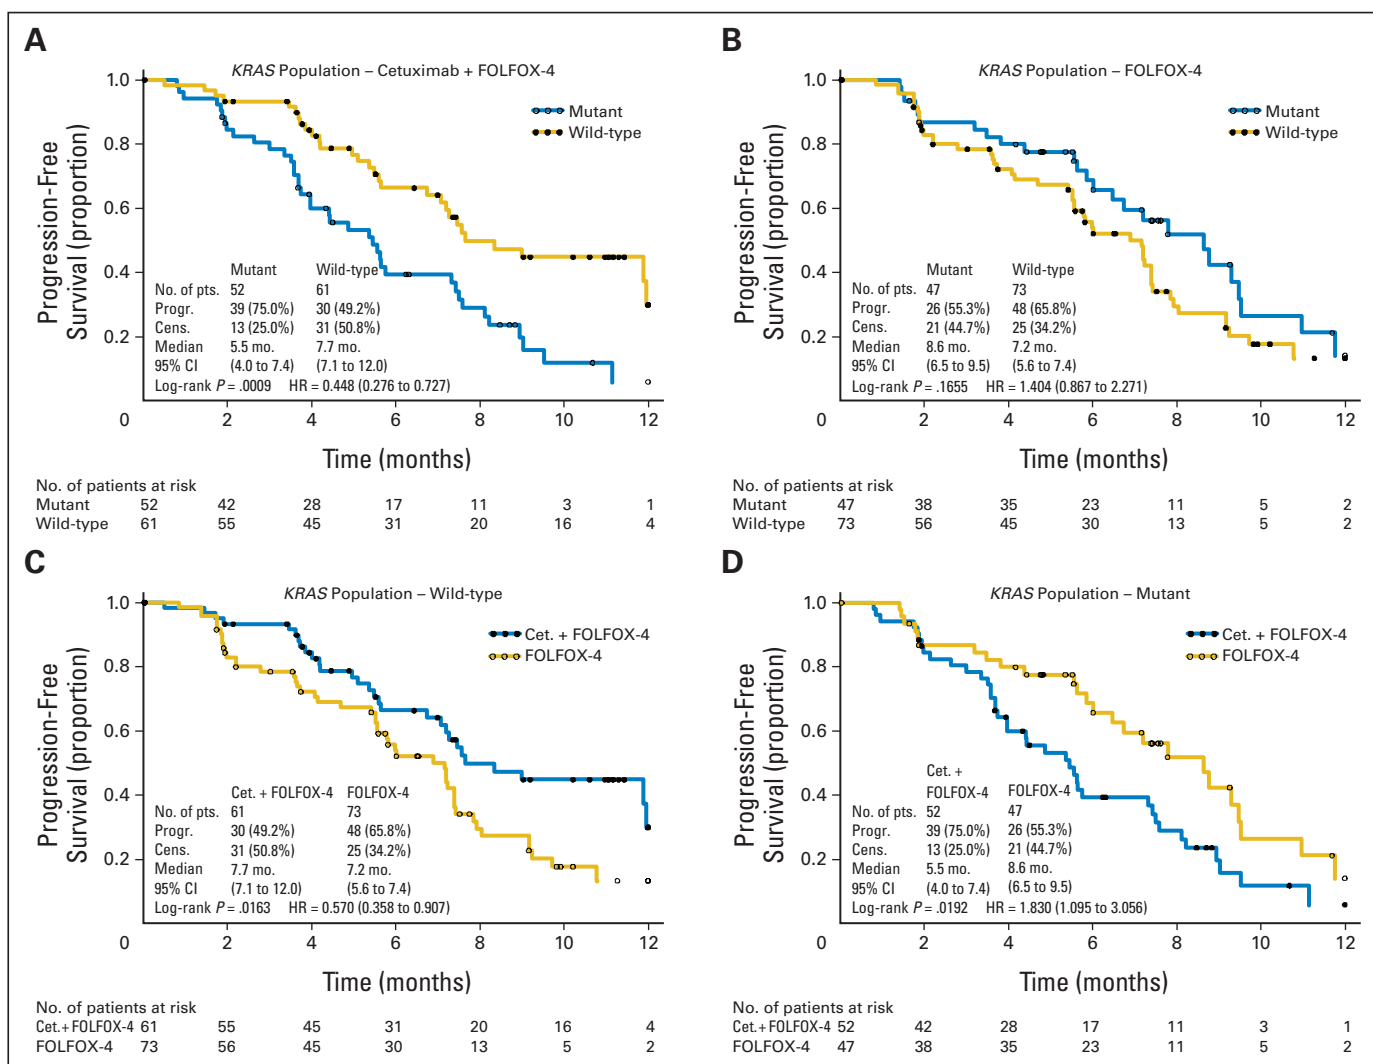 A
KRAS Population – Cetuximab + FOLFOX-4
Progression-Free
Survival (proportion)
1.0
0.8
0.6
0.4
0.2
0
2
4
6
8
10
12
Mutant
Wild-type
Mutant Wild-type
No. of pts. 52 61
Progr. 39 (75.0%) 30 (49.2%)
Cens. 13 (25.0%) 31 (50.8%)
Median 5.5 mo. 7.7 mo.
95% CI (4.0 to 7.4) (7.1 to 12.0)
Log-rank P = .0009 HR = 0.448 (0.276 to 0.727)
Time (months)
No. of patients at risk
Mutant 52 42 28 17 11 3 1
Wild-type 61 55 45 31 20 16 4
B
KRAS Population – FOLFOX-4
Progression-Free
Survival (proportion)
1.0
0.8
0.6
0.4
0.2
0
2
4
6
8
10
12
Mutant
Wild-type
Mutant Wild-type
No. of pts. 47 73
Progr. 26 (55.3%) 48 (65.8%)
Cens. 21 (44.7%) 25 (34.2%)
Median 8.6 mo. 7.2 mo.
95% CI (6.5 to 9.5) (5.6 to 7.4)
Log-rank P = .1655 HR = 1.404 (0.867 to 2.271)
Time (months)
No. of patients at risk
Mutant 47 38 35 23 11 5 2
Wild-type 73 56 45 30 13 5 2
C
KRAS Population – Wild-type
Progression-Free
Survival (proportion)
1.0
0.8
0.6
0.4
0.2
0
2
4
6
8
10
12
Cet. + FOLFOX-4
FOLFOX-4
Cet. + FOLFOX-4 FOLFOX-4
No. of pts. 61 73
Progr. 30 (49.2%) 48 (65.8%)
Cens. 31 (50.8%) 25 (34.2%)
Median 7.7 mo. 7.2 mo.
95% CI (7.1 to 12.0) (5.6 to 7.4)
Log-rank P = .0163 HR = 0.570 (0.358 to 0.907)
Time (months)
No. of patients at risk
Cet.+ FOLFOX-4 61 55 45 31 20 16 4
FOLFOX-4 73 56 45 30 13 5 2
D
KRAS Population – Mutant
Progression-Free
Survival (proportion)
1.0
0.8
0.6
0.4
0.2
0
2
4
6
8
10
12
Cet. + FOLFOX-4
FOLFOX-4
Cet. +
FOLFOX-4 FOLFOX-4
No. of pts. 52 47
Progr. 39 (75.0%) 26 (55.3%)
Cens. 13 (25.0%) 21 (44.7%)
Median 5.5 mo. 8.6 mo.
95% CI (4.0 to 7.4) (6.5 to 9.5)
Log-rank P = .0192 HR = 1.830 (1.095 to 3.056)
Time (months)
No. of patients at risk
Cet.+ FOLFOX-4 52 42 28 17 11 3 1
FOLFOX-4 47 38 35 23 11 5 2